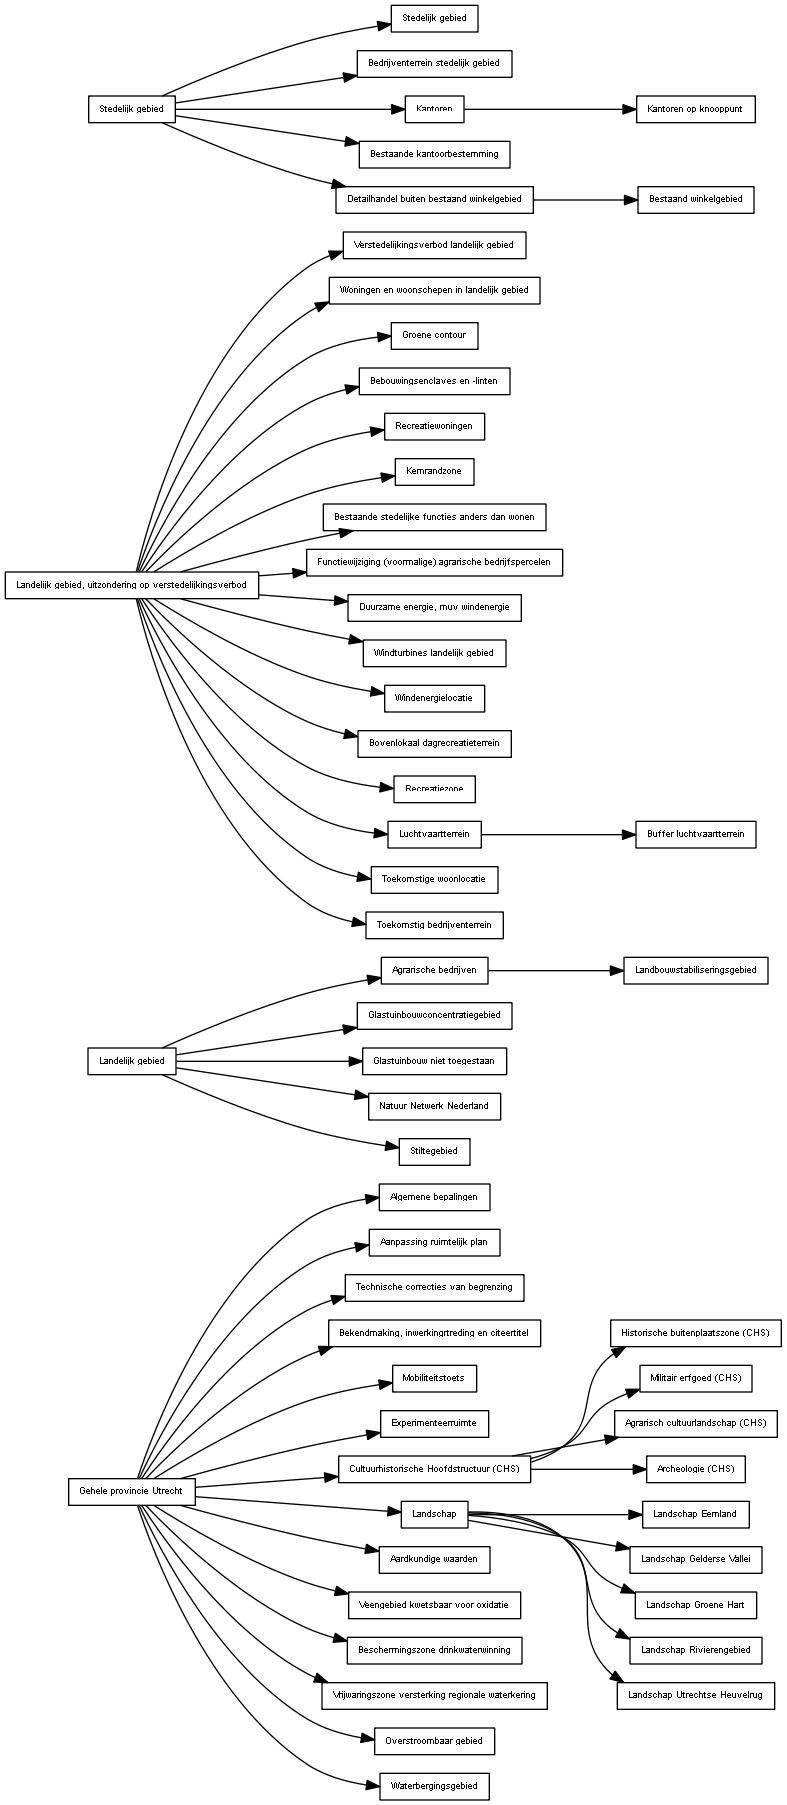 Stedelijk gebied
Bedrijventerrein stedelijk gebied
Stedelijk gebied
Kantoren
Kantoren op knooppunt
Bestaande kantoorbestemming
Detailhandel buiten bestaand winkelgebied
Bestaand winkelgebied
Verstedelijkingsverbod landelijk gebied
Woningen en woonschepen in landelijk gebied
Groene contour
Bebouwingsenclaves en -linten
Recreatiewoningen
Kernrandzone
Bestaande stedelijke functies anders dan wonen
Functiewijziging (voormalige) agrarische bedrijfspercelen
Landelijk gebied, uitzondering op verstedelijkingsverbod
Duurzame energie, muv windenergie
Windturbines landelijk gebied
Windenergielocatie
Bovenlokaal dagrecreatieterrein
Recreatiezone
Luchtvaartterrein
Buffer luchtvaartterrein
Toekomstige woonlocatie
Toekomstig bedrijventerrein
Agrarische bedrijven
Landbouwstabiliseringsgebied
Glastuinbouwconcentratiegebied
Landelijk gebied
Glastuinbouw niet toegestaan
Natuur Netwerk Nederland
Stiltegebied
Algemene bepalingen
Aanpassing ruimtelijk plan
Technische correcties van begrenzing
Bekendmaking, inwerkingrtreding en citeertitel
Historische buitenplaatszone (CHS)
Mobiliteitstoets
Militair erfgoed (CHS)
Experimenteerruimte
Agrarisch cultuurlandschap (CHS)
Cultuurhistorische Hoofdstructuur (CHS)
Archeologie (CHS)
Gehele provincie Utrecht
Landschap
Landschap Eemland
Aardkundige waarden
Landschap Gelderse Vallei
Veengebied kwetsbaar voor oxidatie
Landschap Groene Hart
Beschermingszone drinkwaterwinning
Landschap Rivierengebied
Vrijwaringszone versterking regionale waterkering
Landschap Utrechtse Heuvelrug
Overstroombaar gebied
Waterbergingsgebied